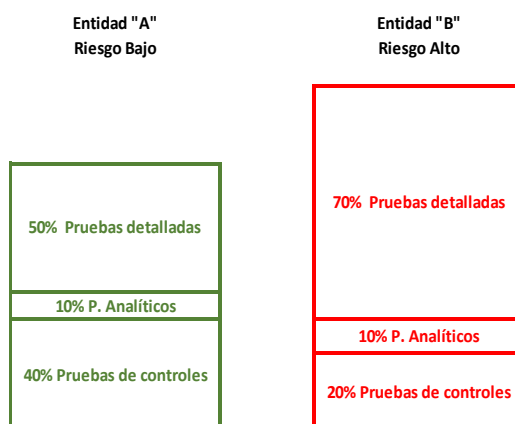 Entidad "A"
Riesgo Bajo
50% Pruebas detalladas
10% P. Analíticos
40% Pruebas de controles
Entidad "B"
Riesgo Alto
70% Pruebas detalladas
10% P. Analíticos
20% Pruebas de controles